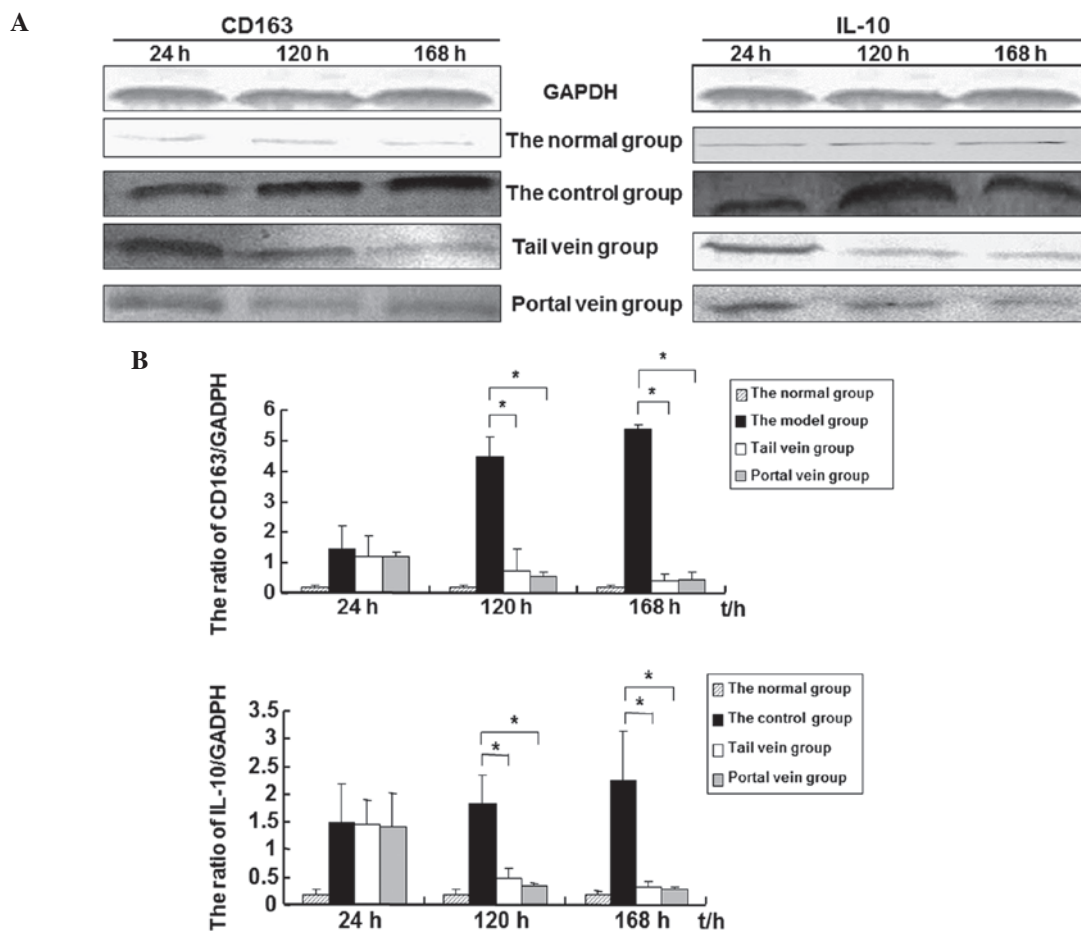 A
CD163
IL-10
24 h 120 h 168 h
24 h 120 h 168 h
GAPDH
The normal group
The control group
Tail vein group
Portal vein group
B
The ratio of CD163/GADPH
6
5
4
3
2
1
0
* * * *
24 h 120 h 168 h t/h
The normal group
The model group
Tail vein group
Portal vein group
The ratio of IL-10/GADPH
3.5
3
2.5
2
1.5
1
0.5
0
* * * *
24 h 120 h 168 h t/h
The normal group
The control group
Tail vein group
Portal vein group